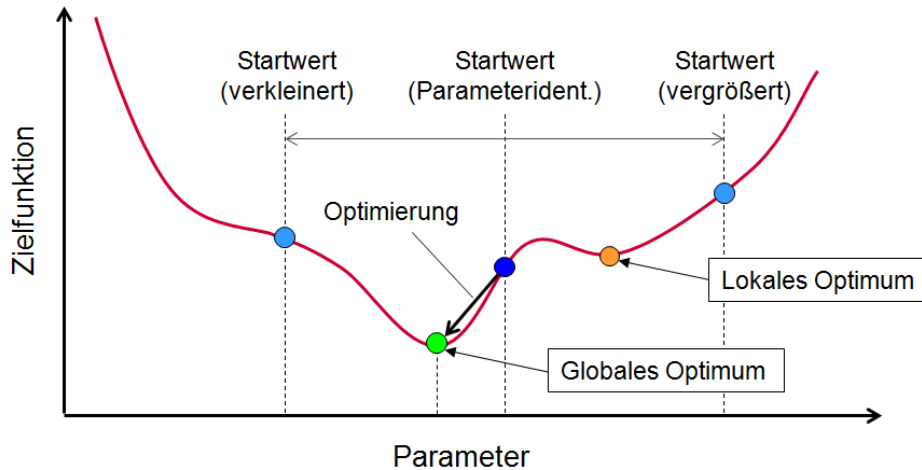 Startwert
(verkleinert)
Startwert
(Parameterident.)
Startwert
(vergrößert)
Zielfunktion
Optimierung
Lokales Optimum
Globales Optimum
Parameter